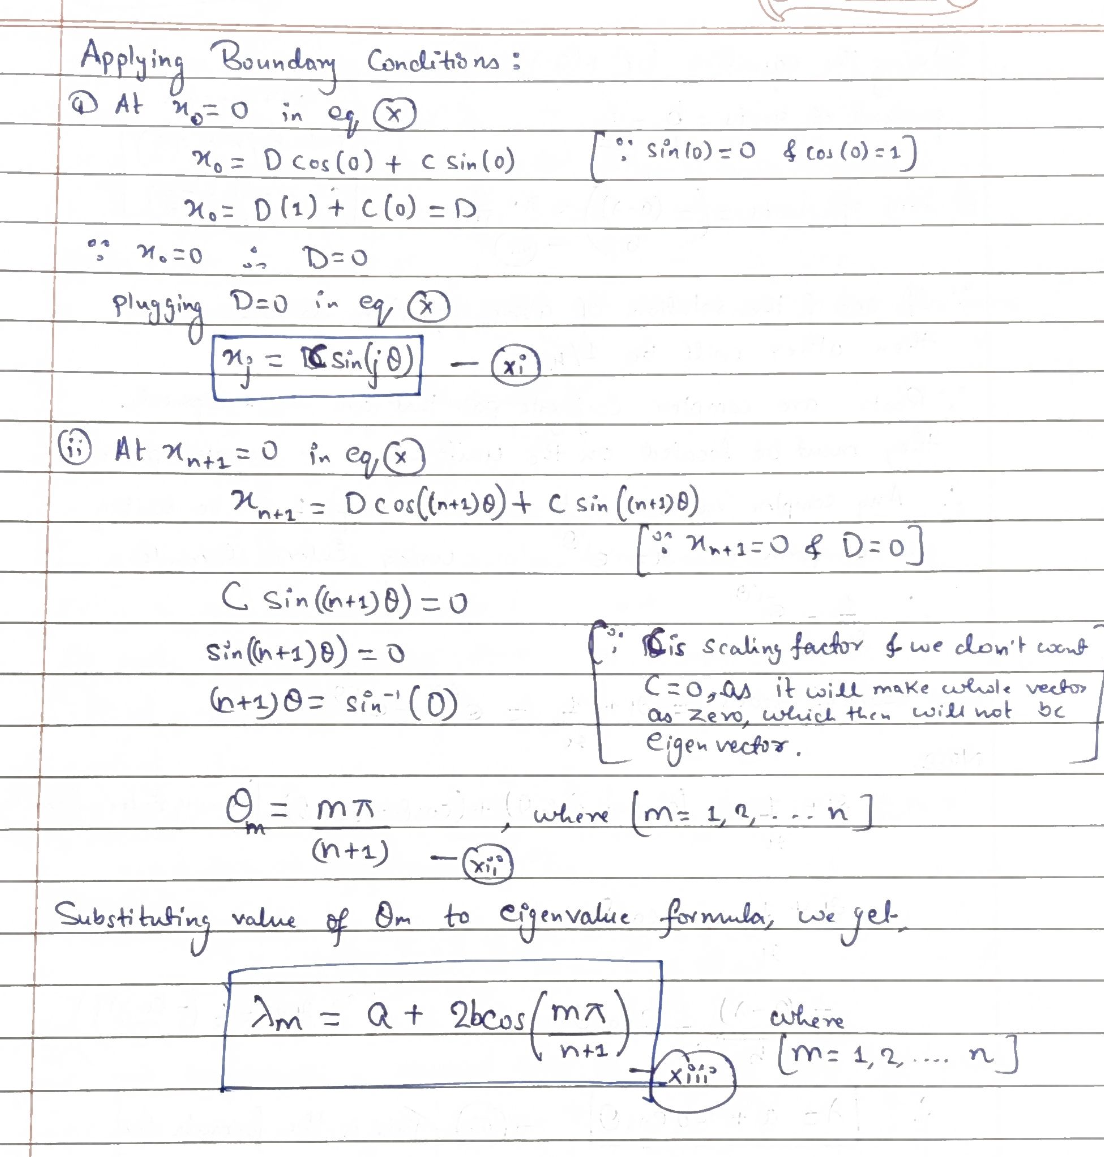 Applying Boundary Conditions :
① At x₀ = 0 in eq Ⓧ
x₀ = D cos(0) + C sin(0) [∵ sin(0) = 0 & cos(0) = 1]
x₀ = D(1) + C(0) = D
∵ x₀ = 0 ∴ D = 0
plugging D = 0 in eq Ⓧ
xⱼ = C sin(jθ) — (xi)
(ii) At xₙ₊₁ = 0 in eq Ⓧ
xₙ₊₁ = D cos((n+1)θ) + C sin((n+1)θ)
[∵ xₙ₊₁ = 0 & D = 0]
C sin((n+1)θ) = 0
sin((n+1)θ) = 0 [∵ C is scaling factor & we don't want
(n+1)θ = sin⁻¹(0) C = 0, as it will make whole vector
as zero, which then will not be
eigen vector.]
θₘ = mπ/(n+1) , where [m = 1, 2, .... n]
— (xii)
Substituting value of θm to eigenvalue formula, we get,
λm = a + 2bcos(mπ/n+1) where
— (xiii) [m = 1, 2, .... n]